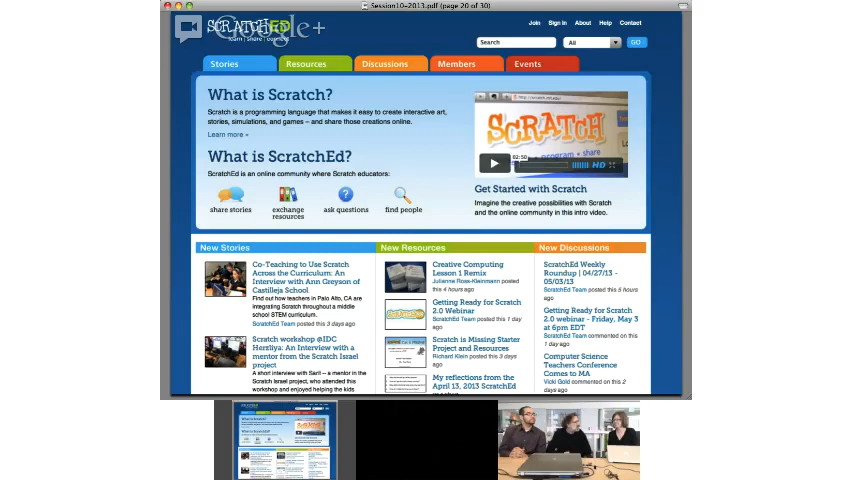 Session10-2013.pdf (page 20 of 30)
SCRATCHED
learn | share | connect
Google+
Join Sign In About Help Contact
Search All GO
Stories Resources Discussions Members Events
What is Scratch?
Scratch is a programming language that makes it easy to create interactive art,
stories, simulations, and games – and share those creations online.
Learn more »
What is ScratchEd?
ScratchEd is an online community where Scratch educators:
share stories
exchange
resources
ask questions
find people
SCRATCH
program • share
02:50
HD
Get Started with Scratch
Imagine the creative possibilities with Scratch
and the online community in this intro video.
New Stories
Co-Teaching to Use Scratch
Across the Curriculum: An
Interview with Ann Greyson of
Castilleja School
Find out how teachers in Palo Alto, CA are
integrating Scratch throughout a middle
school STEM curriculum.
ScratchEd Team posted this 3 days ago
Scratch workshop @IDC
Herzliya: An Interview with a
mentor from the Scratch Israel
project
A short interview with Sarit – a mentor in the
Scratch Israel project, who attended this
workshop and enjoyed helping the kids
New Resources
Creative Computing
Lesson 1 Remix
Julianne Ross-Kleinmann posted
this 4 hours ago
Getting Ready for Scratch
2.0 Webinar
ScratchEd Team posted this 1 day
ago
Scratch is Missing Starter
Project and Resources
Richard Klein posted this 3 days
ago
My reflections from the
April 13, 2013 ScratchEd
New Discussions
ScratchEd Weekly
Roundup | 04/27/13 -
05/03/13
ScratchEd Team posted this 5 hours
ago
Getting Ready for Scratch
2.0 webinar - Friday, May 3
at 6pm EDT
ScratchEd Team commented on this
1 day ago
Computer Science
Teachers Conference
Comes to MA
Vicki Gold commented on this 2
days ago